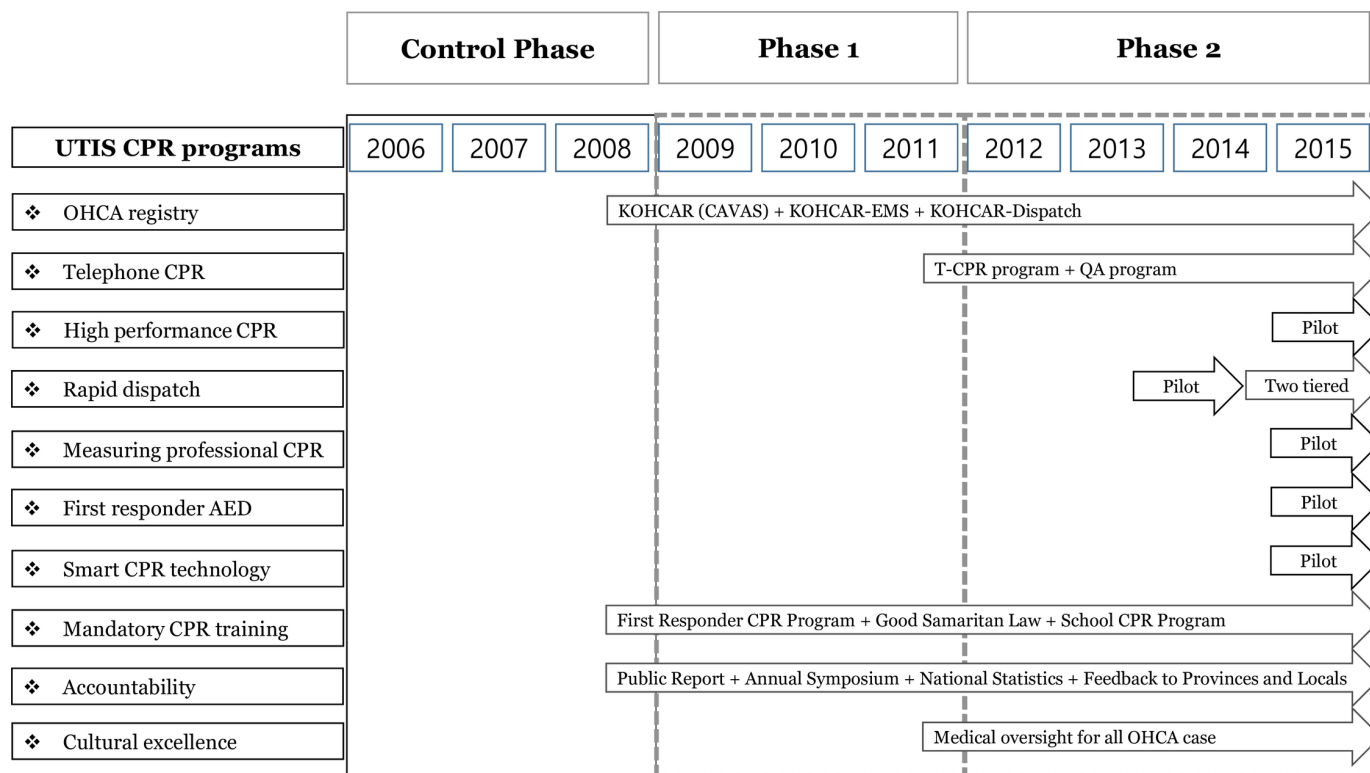 Control Phase Phase 1 Phase 2
UTIS CPR programs 2006 2007 2008 2009 2010 2011 2012 2013 2014 2015
❖ OHCA registry KOHCAR (CAVAS) + KOHCAR-EMS + KOHCAR-Dispatch
❖ Telephone CPR T-CPR program + QA program
❖ High performance CPR Pilot
❖ Rapid dispatch Pilot Two tiered
❖ Measuring professional CPR Pilot
❖ First responder AED Pilot
❖ Smart CPR technology Pilot
❖ Mandatory CPR training First Responder CPR Program + Good Samaritan Law + School CPR Program
❖ Accountability Public Report + Annual Symposium + National Statistics + Feedback to Provinces and Locals
❖ Cultural excellence Medical oversight for all OHCA case